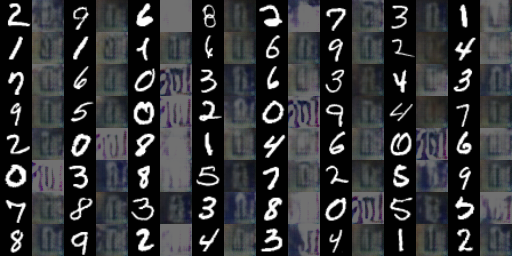 2 9 6 8 2 7 3 1
1 1 1 6 6 9 2 4
7 6 0 3 6 3 4 3
9 5 0 2 0 9 4 7
2 0 8 1 4 6 0 6
0 3 8 5 7 2 5 9
7 8 3 3 8 0 5 5
8 9 2 4 3 4 1 2